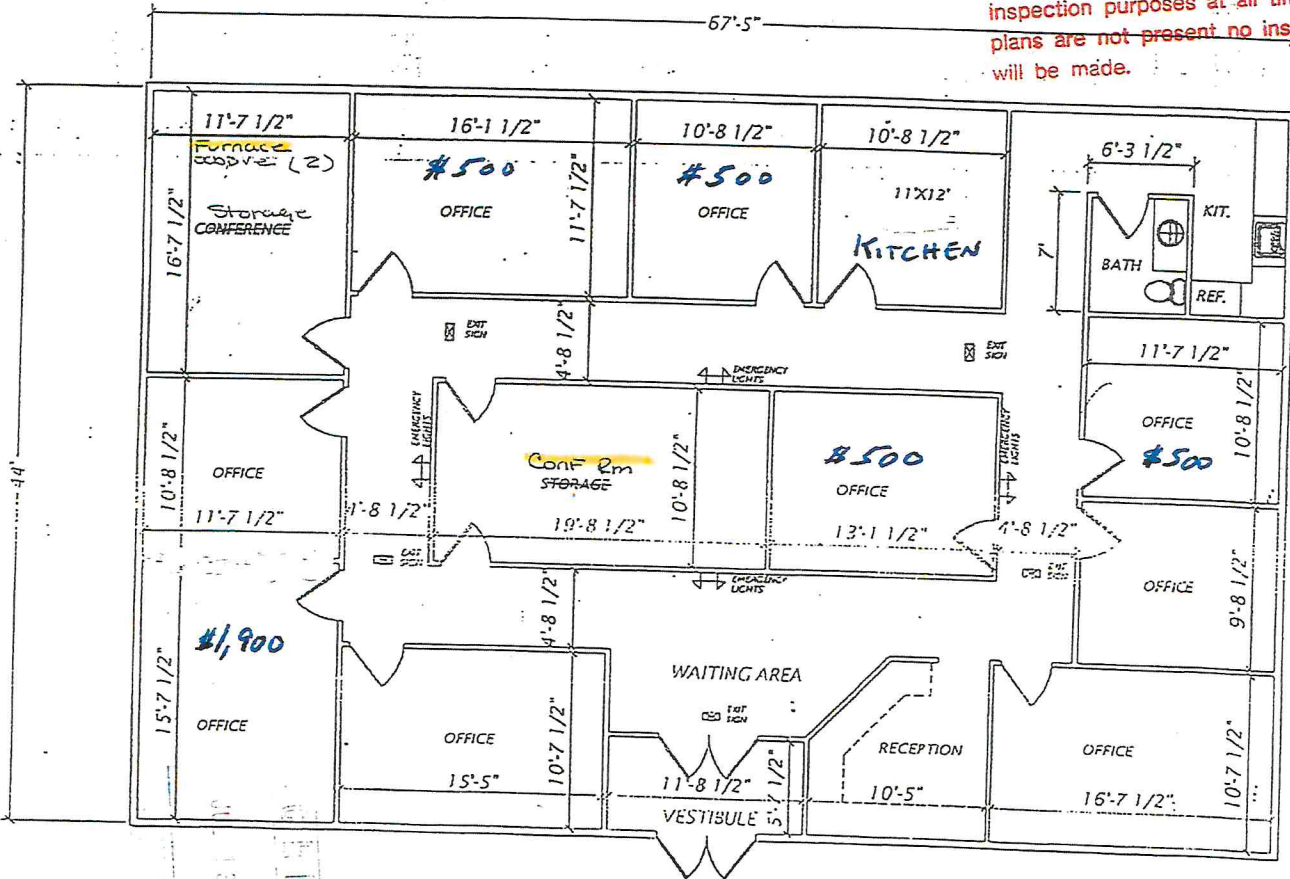 inspection purposes at all
plans are not present no
will be made.
67'-5"
44'
11'-7 1/2"
16'-1 1/2"
10'-8 1/2"
10'-8 1/2"
6'-3 1/2"
Furnace
(2)
Storage
CONFERENCE
16'-7 1/2"
#500
OFFICE
11'-7 1/2"
#500
OFFICE
11'X12'
KITCHEN
7'
BATH
KIT.
REF.
EXIT
SIGN
4'-8 1/2"
EXIT
SIGN
11'-7 1/2"
EMERGENCY
LIGHTS
10'-8 1/2"
OFFICE
11'-7 1/2"
EMERGENCY
LIGHTS
Conf Rm
STORAGE
10'-8 1/2"
19'-8 1/2"
#500
OFFICE
13'-1 1/2"
EMERGENCY
LIGHTS
OFFICE
#500
10'-8 1/2"
4'-8 1/2"
EXIT
SIGN
EMERGENCY
LIGHTS
EXIT
SIGN
OFFICE
9'-8 1/2"
#1,900
15'-7 1/2"
OFFICE
4'-8 1/2"
WAITING AREA
EXIT
SIGN
OFFICE
15'-5"
10'-7 1/2"
11'-8 1/2"
VESTIBULE
5'-7 1/2"
RECEPTION
10'-5"
OFFICE
16'-7 1/2"
10'-7 1/2"